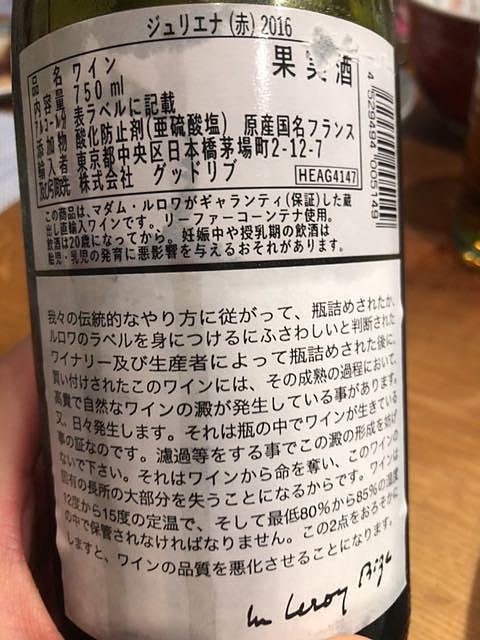 ジュリエナ (赤) 2016
品名 ワイン 果実酒
内容量 750 ml
アルコール分 表ラベルに記載
添加物 酸化防止剤(亜硫酸塩) 原産国名フランス
輸入者 東京都中央区日本橋茅場町2-12-7
及び引取先 株式会社 グッドリブ
HEAG4147
4 529494 005149
この商品は、マダム・ルロワがギャランティ(保証)した蔵
出し直輸入ワインです。リーファーコーンテナ使用。
飲酒は20歳になってから。妊娠中や授乳期の飲酒は
胎児・乳児の発育に悪影響を与えるおそれがあります。
我々の伝統的なやり方に従がって、瓶詰めされたか、
ルロワのラベルを身につけるにふさわしいと判断された
ワイナリー及び生産者によって瓶詰された後に、
買い付けされたこのワインには、その成熟の過程において、
高貴で自然なワインの澱が発生している事があります。
又、日々発生します。それは瓶の中でワインが生きている
事の証なのです。濾過等をする事でこの澱の形成を妨げ
ないで下さい。それはワインから命を奪い、このワインの
固有の長所の大部分を失うことになるからです。ワインは
12度から15度の定温で、そして最低80%から85%の湿度
の中で保管されなければなりません。この2点をおろそかに
しますと、ワインの品質を悪化させることになります。
Leroy Bize